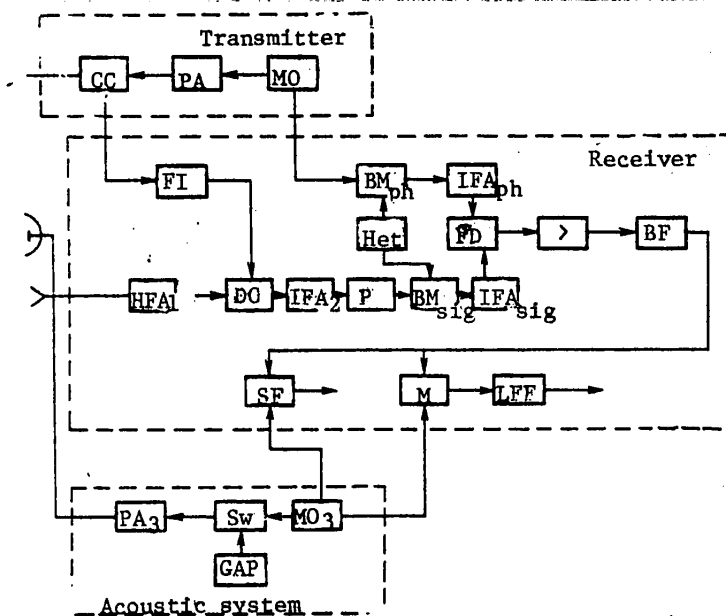 Transmitter
CC
PA
MO
Receiver
FI
BM ph
IFA ph
Het
PD
>
BF
HFA1
DC
IFA2
P
BM sig
IFA sig
SF
M
LFF
PA3
Sw
MO3
GAP
Acoustic system